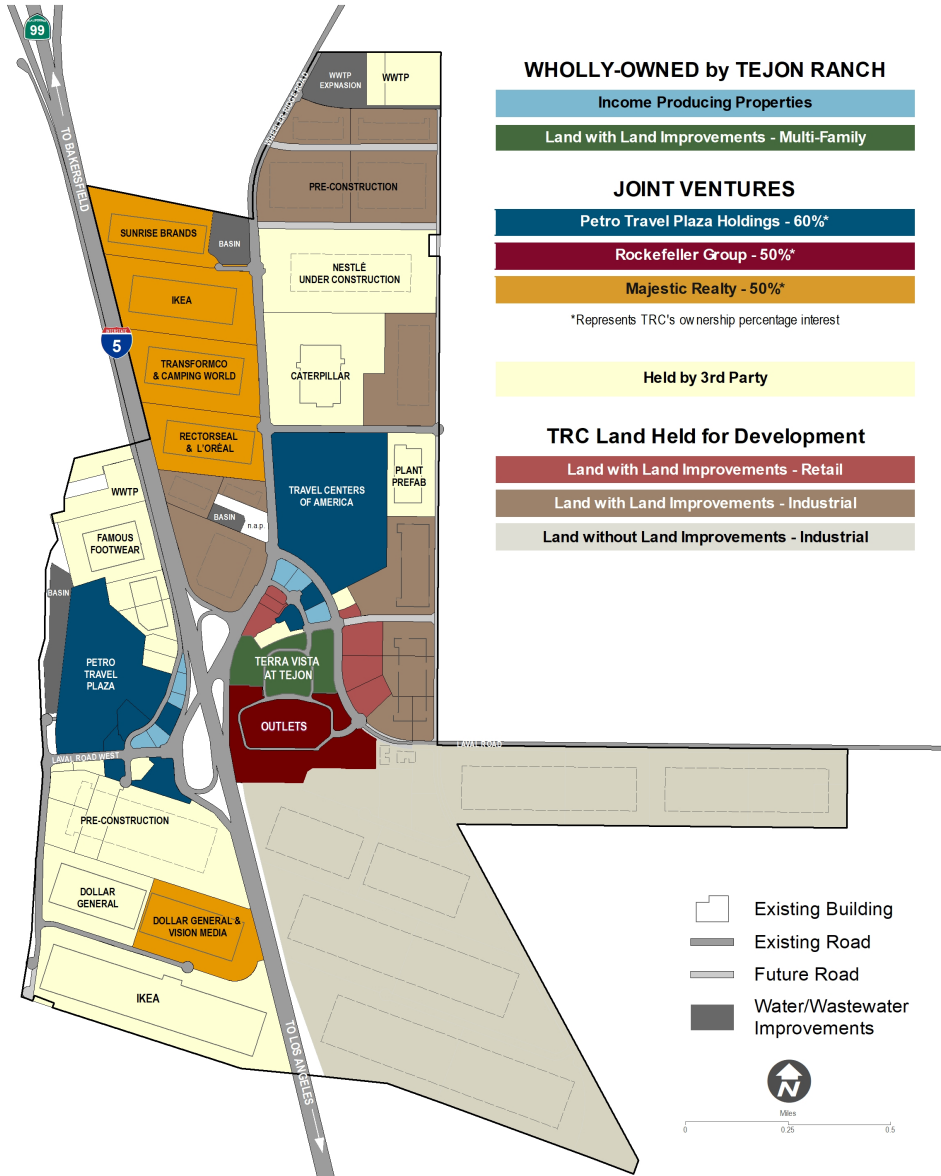 CALIFORNIA
99
TO BAKERSFIELD
WHEELER RIDGE ROAD
WWTP
EXPNASION
WWTP
PRE-CONSTRUCTION
SUNRISE BRANDS
BASIN
NESTLÉ
UNDER CONSTRUCTION
IKEA
INTERSTATE
5
TRANSFORMCO
& CAMPING WORLD
CATERPILLAR
RECTORSEAL
& L'ORÉAL
WWTP
TRAVEL CENTERS
OF AMERICA
PLANT
PREFAB
BASIN
n.a.p.
FAMOUS
FOOTWEAR
BASIN
PETRO
TRAVEL
PLAZA
TERRA VISTA
AT TEJON
OUTLETS
LAVAL ROAD
LAVAL ROAD WEST
PRE-CONSTRUCTION
DOLLAR
GENERAL
DOLLAR GENERAL &
VISION MEDIA
IKEA
TO LOS ANGELES
WHOLLY-OWNED by TEJON RANCH
Income Producing Properties
Land with Land Improvements - Multi-Family
JOINT VENTURES
Petro Travel Plaza Holdings - 60%*
Rockefeller Group - 50%*
Majestic Realty - 50%*
*Represents TRC's ownership percentage interest
Held by 3rd Party
TRC Land Held for Development
Land with Land Improvements - Retail
Land with Land Improvements - Industrial
Land without Land Improvements - Industrial
Existing Building
Existing Road
Future Road
Water/Wastewater
Improvements
N
Miles
0 0.25 0.5